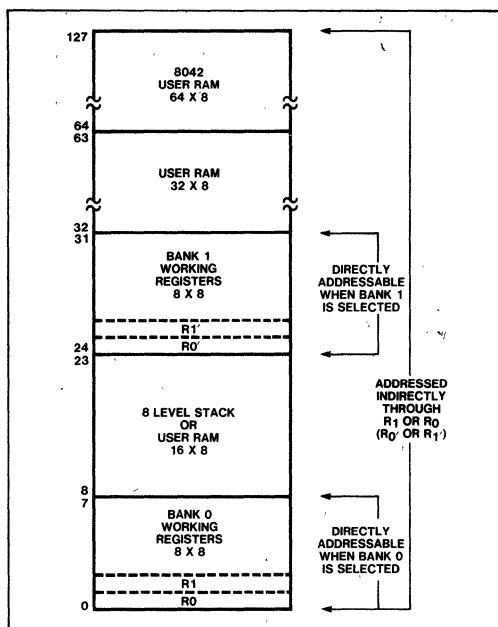 127
8042
USER RAM
64 X 8
64
63
USER RAM
32 X 8
32
31
BANK 1
WORKING
REGISTERS
8 X 8
R1'
R0'
24
23
DIRECTLY
ADDRESSABLE
WHEN BANK 1
IS SELECTED
ADDRESSED
INDIRECTLY
THROUGH
R1 OR R0
(R0' OR R1')
8 LEVEL STACK
OR
USER RAM
16 X 8
8
7
BANK 0
WORKING
REGISTERS
8 X 8
R1
R0
0
DIRECTLY
ADDRESSABLE
WHEN BANK 0
IS SELECTED